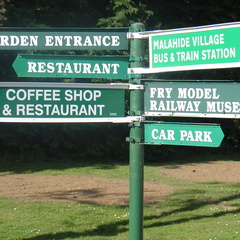 RDEN ENTRANCE
MALAHIDE VILLAGE
BUS & TRAIN STATION
RESTAURANT
COFFEE SHOP
& RESTAURANT
FRY MODEL
RAILWAY MUSE
CAR PARK